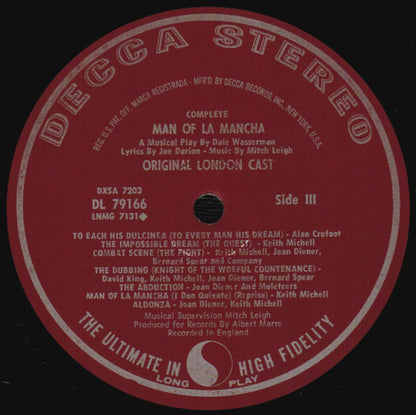 DECCA STEREO
REG. U.S. PAT. OFF. MARCA REGISTRADA - MFR'D BY DECCA RECORDS, INC., NEW YORK, U.S.A.
COMPLETE
MAN OF LA MANCHA
A Musical Play By Dale Wasserman
Lyrics By Joe Darion - Music By Mitch Leigh
ORIGINAL LONDON CAST
DXSA 7203
DL 79166
LNMG 7131◆
Side III
TO EACH HIS DULCINEA (TO EVERY MAN HIS DREAM) - Alan Crofoot
THE IMPOSSIBLE DREAM (THE QUEST) - Keith Michell
COMBAT SCENE (THE FIGHT) - Keith Michell, Joan Diener,
Bernard Spear and Company
THE DUBBING (KNIGHT OF THE WOEFUL COUNTENANCE) -
David King, Keith Michell, Joan Diener, Bernard Spear
THE ABDUCTION - Joan Diener And Muleteers
MAN OF LA MANCHA (I Don Quixote) (Reprise) - Keith Michell
ALDONZA - Joan Diener, Keith Michell
Musical Supervision Mitch Leigh
Produced for Records By Albert Marre
Recorded in England
THE ULTIMATE IN HIGH FIDELITY
LONG PLAY